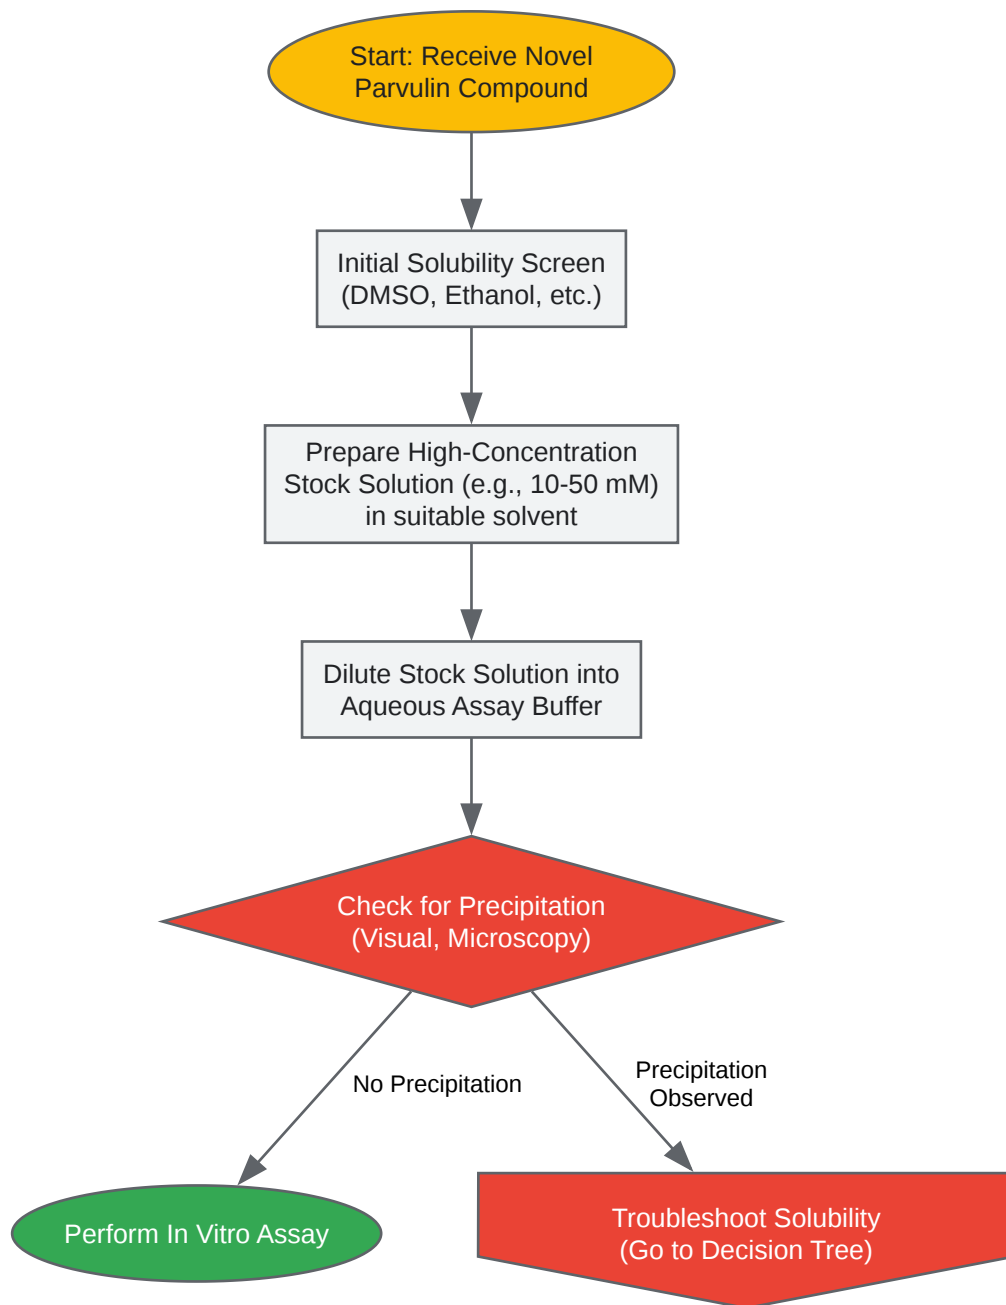 Start: Receive Novel
Parvulin Compound
Initial Solubility Screen
(DMSO, Ethanol, etc.)
Prepare High-Concentration
Stock Solution (e.g., 10-50 mM)
in suitable solvent
Dilute Stock Solution into
Aqueous Assay Buffer
Check for Precipitation
(Visual, Microscopy)
No Precipitation
Precipitation
Observed
Perform In Vitro Assay
Troubleshoot Solubility
(Go to Decision Tree)